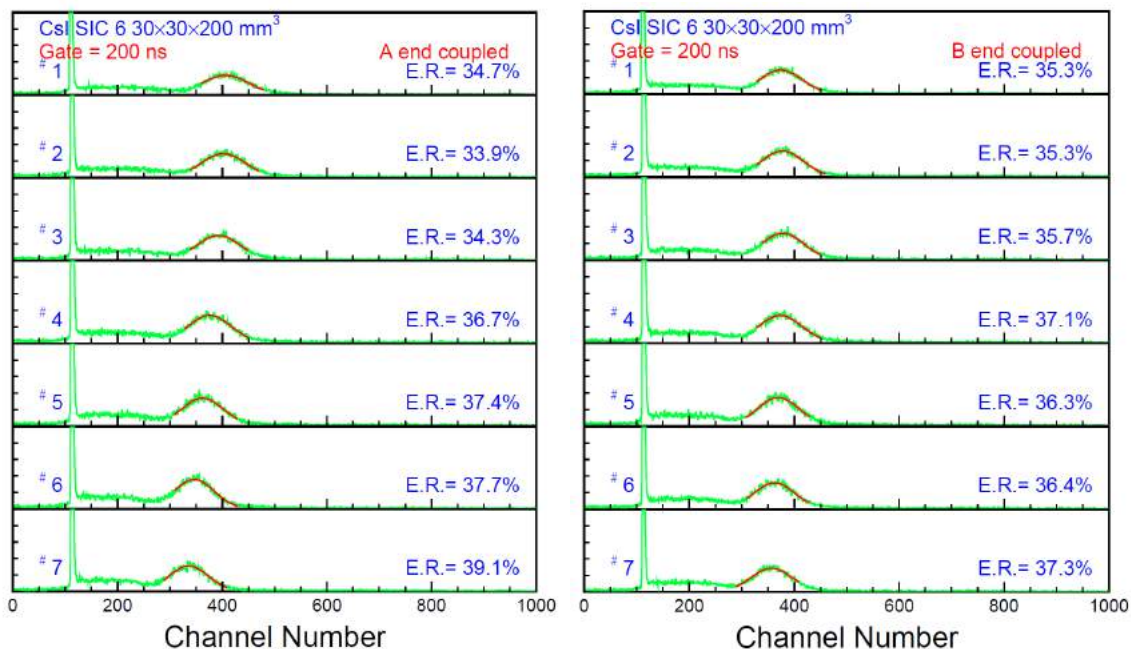 CsI SIC 6 30×30×200 mm³
Gate = 200 ns A end coupled
# 1 E.R.= 34.7%
# 2 E.R.= 33.9%
# 3 E.R.= 34.3%
# 4 E.R.= 36.7%
# 5 E.R.= 37.4%
# 6 E.R.= 37.7%
# 7 E.R.= 39.1%
0 200 400 600 800 1000
Channel Number
CsI SIC 6 30×30×200 mm³
Gate = 200 ns B end coupled
# 1 E.R.= 35.3%
# 2 E.R.= 35.3%
# 3 E.R.= 35.7%
# 4 E.R.= 37.1%
# 5 E.R.= 36.3%
# 6 E.R.= 36.4%
# 7 E.R.= 37.3%
0 200 400 600 800 1000
Channel Number